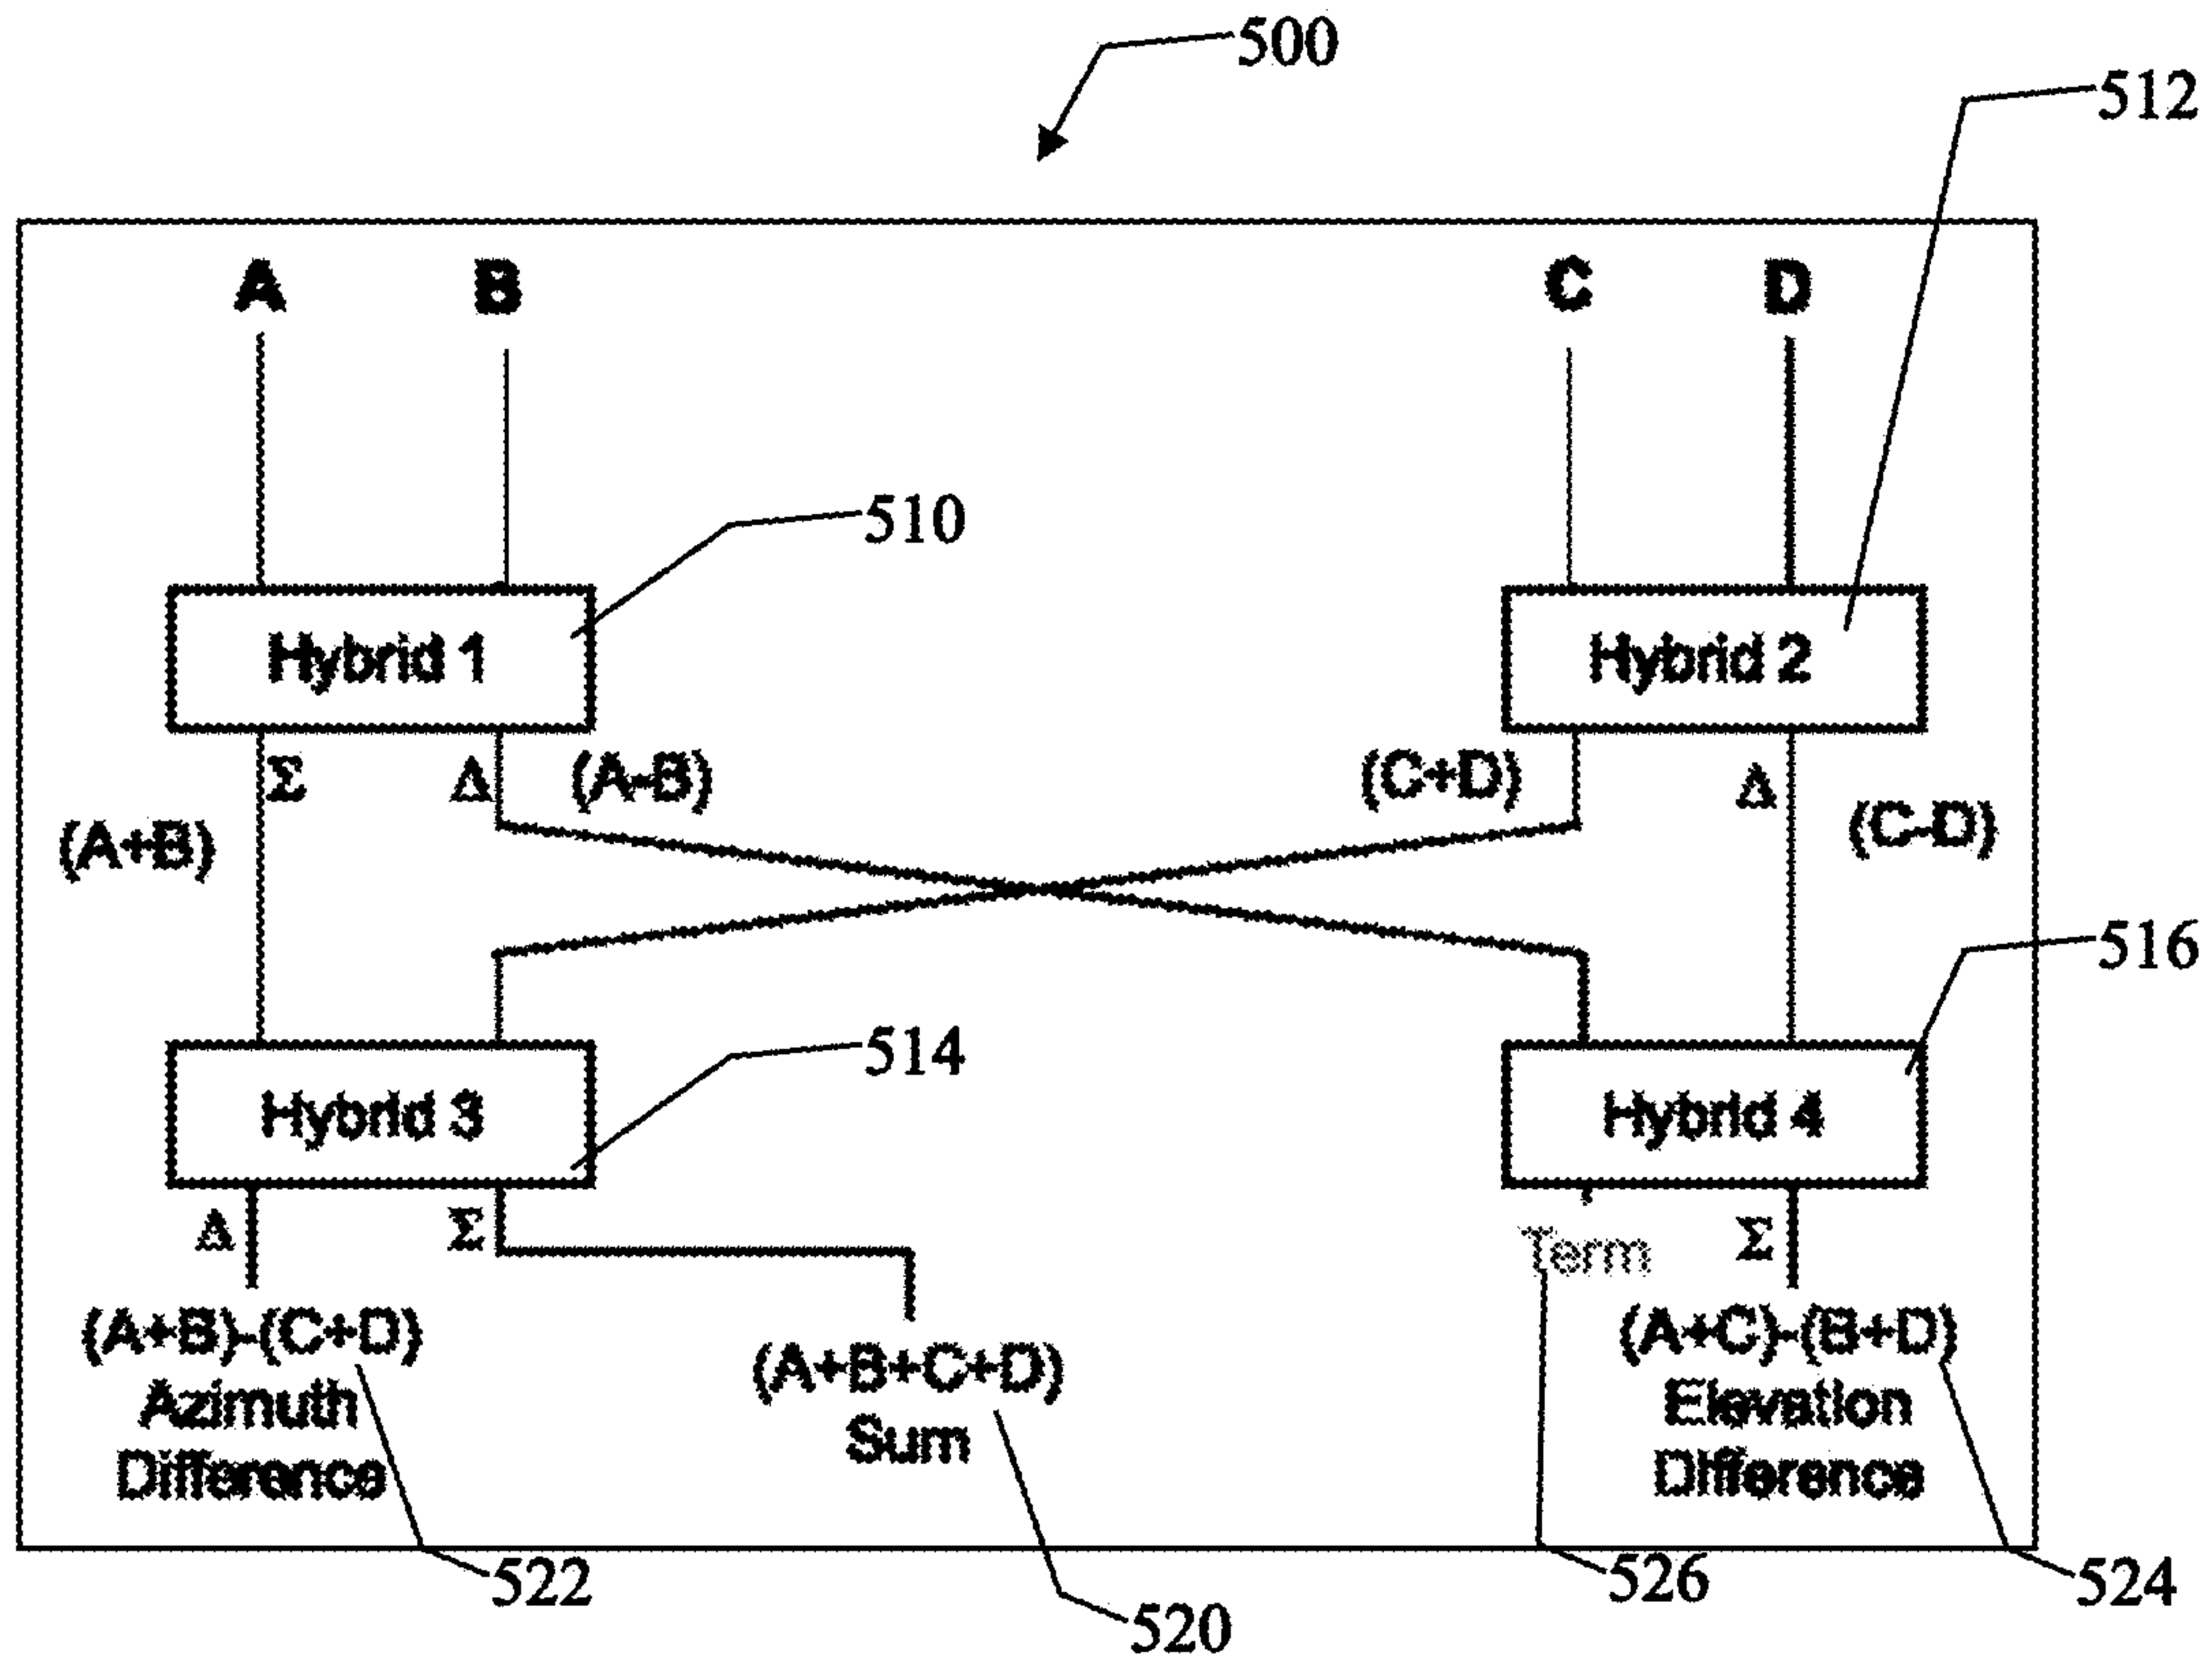 500
512
A B C D
510
Hybrid 1 Hybrid 2
Σ Δ (A-B) (C+D) Δ (C-D)
(A+B)
516
514
Hybrid 3 Hybrid 4
Δ Σ Term Σ
(A+B)-(C+D)
Azimuth
Difference
(A+B+C+D)
Sum
(A+C)-(B+D)
Elevation
Difference
522
520
526
524